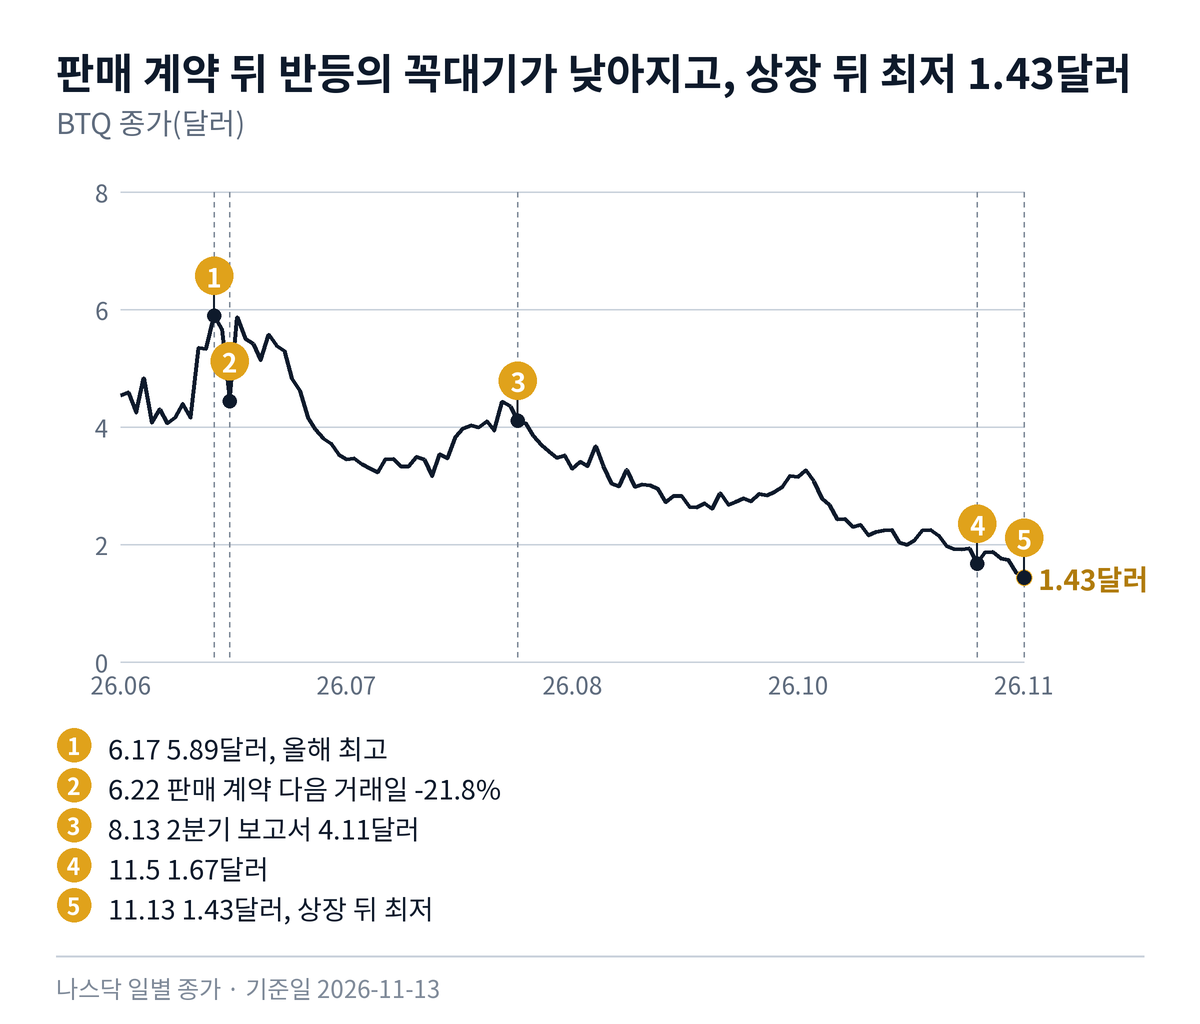 판매 계약 뒤 반등의 꼭대기가 낮아지고, 상장 뒤 최저 1.43달러
BTQ 종가(달러)
8
6
4
2
0
1
2
3
4
5
1.43달러
26.06
26.07
26.08
26.10
26.11
1 6.17 5.89달러, 올해 최고
2 6.22 판매 계약 다음 거래일 -21.8%
3 8.13 2분기 보고서 4.11달러
4 11.5 1.67달러
5 11.13 1.43달러, 상장 뒤 최저
나스닥 일별 종가 · 기준일 2026-11-13